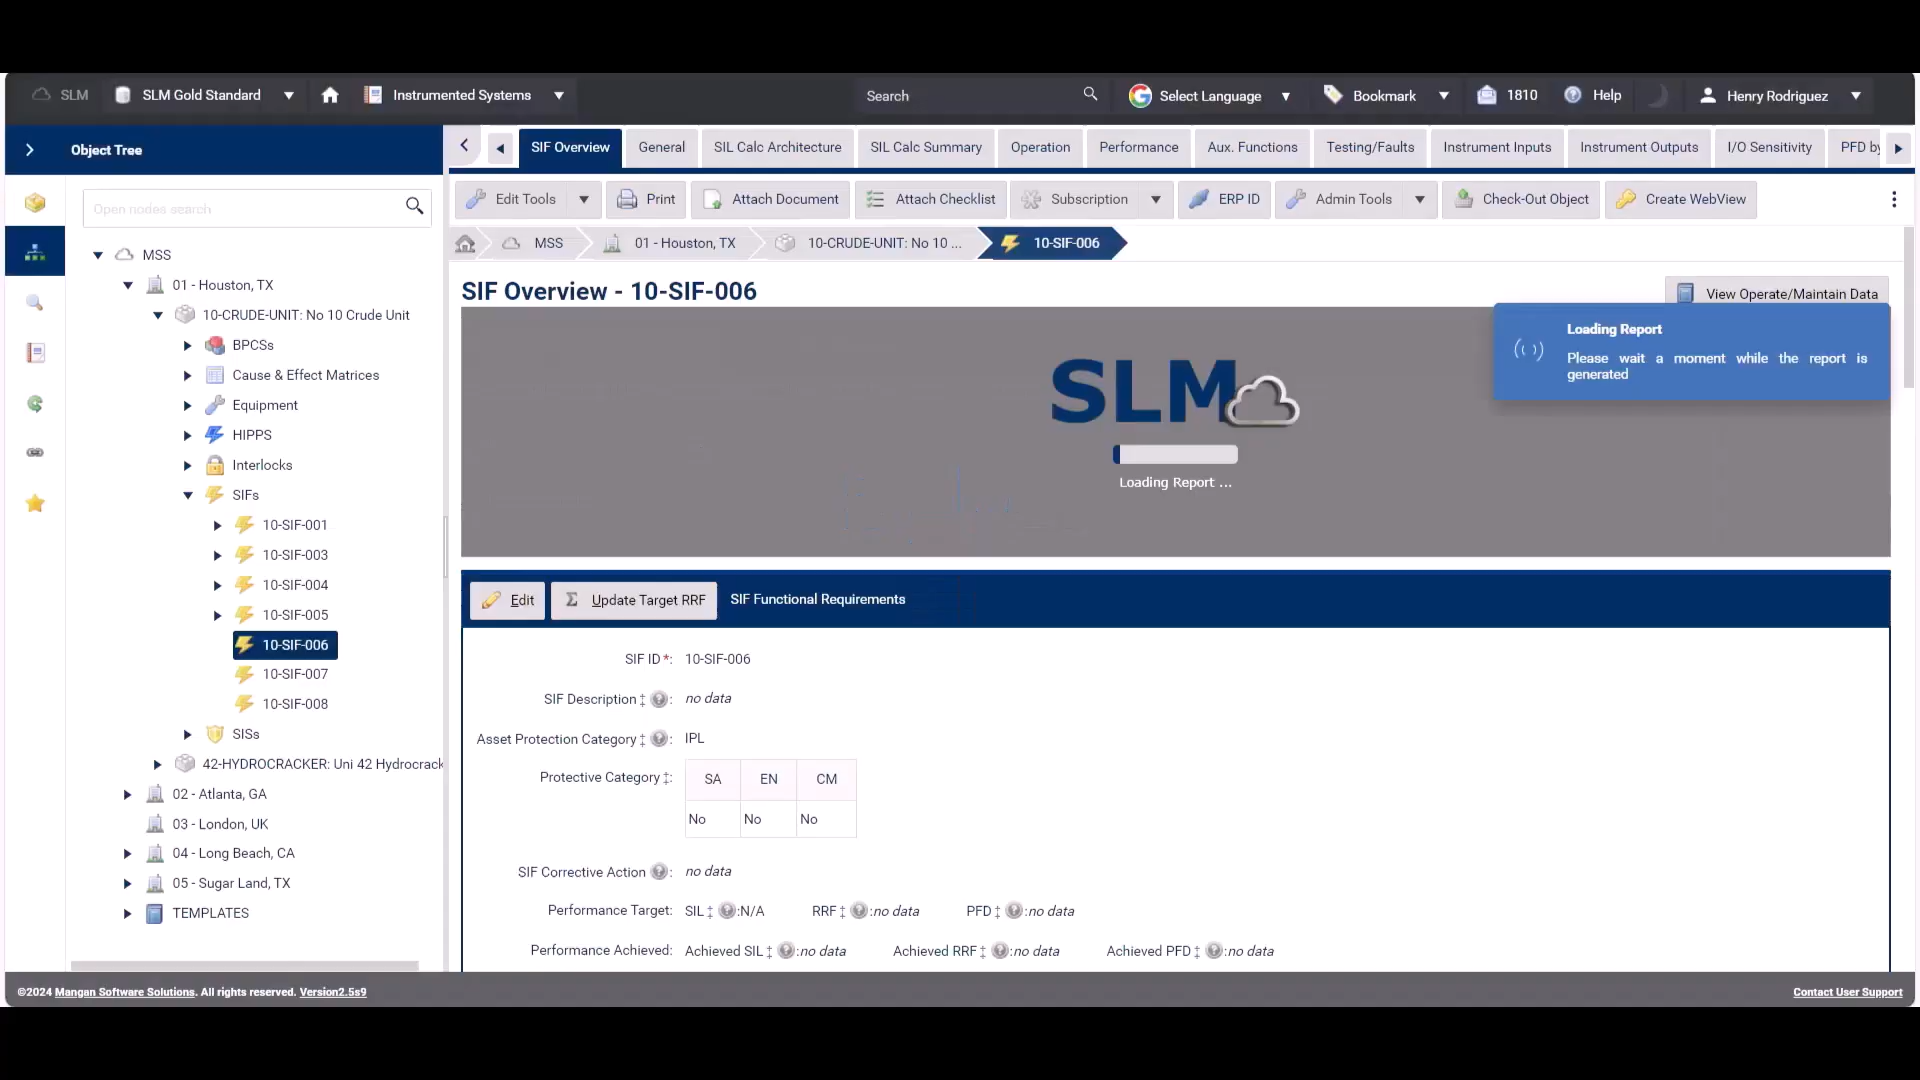 SLM
SLM Gold Standard
Instrumented Systems
Search
Select Language
Bookmark
1810
Help
Henry Rodriguez
Object Tree
SIF Overview
General
SIL Calc Architecture
SIL Calc Summary
Operation
Performance
Aux. Functions
Testing/Faults
Instrument Inputs
Instrument Outputs
I/O Sensitivity
PFD by
Open nodes search
Edit Tools
Print
Attach Document
Attach Checklist
Subscription
ERP ID
Admin Tools
Check-Out Object
Create WebView
MSS
01 - Houston, TX
10-CRUDE-UNIT: No 10 ...
10-SIF-006
MSS
01 - Houston, TX
10-CRUDE-UNIT: No 10 Crude Unit
BPCSs
Cause & Effect Matrices
Equipment
HIPPS
Interlocks
SIFs
10-SIF-001
10-SIF-003
10-SIF-004
10-SIF-005
10-SIF-006
10-SIF-007
10-SIF-008
SISs
42-HYDROCRACKER: Uni 42 Hydrocrack
02 - Atlanta, GA
03 - London, UK
04 - Long Beach, CA
05 - Sugar Land, TX
TEMPLATES
SIF Overview - 10-SIF-006
View Operate/Maintain Data
Loading Report
Please wait a moment while the report is
generated
SLM
Loading Report ...
Edit
Update Target RRF
SIF Functional Requirements
SIF ID*: 10-SIF-006
SIF Description ‡ : no data
Asset Protection Category ‡ : IPL
Protective Category ‡: SA EN CM
No No No
SIF Corrective Action : no data
Performance Target: SIL ‡ :N/A RRF ‡ :no data PFD ‡ :no data
Performance Achieved: Achieved SIL ‡ :no data Achieved RRF ‡ :no data Achieved PFD ‡ :no data
©2024 Mangan Software Solutions. All rights reserved. Version2.5s9
Contact User Support